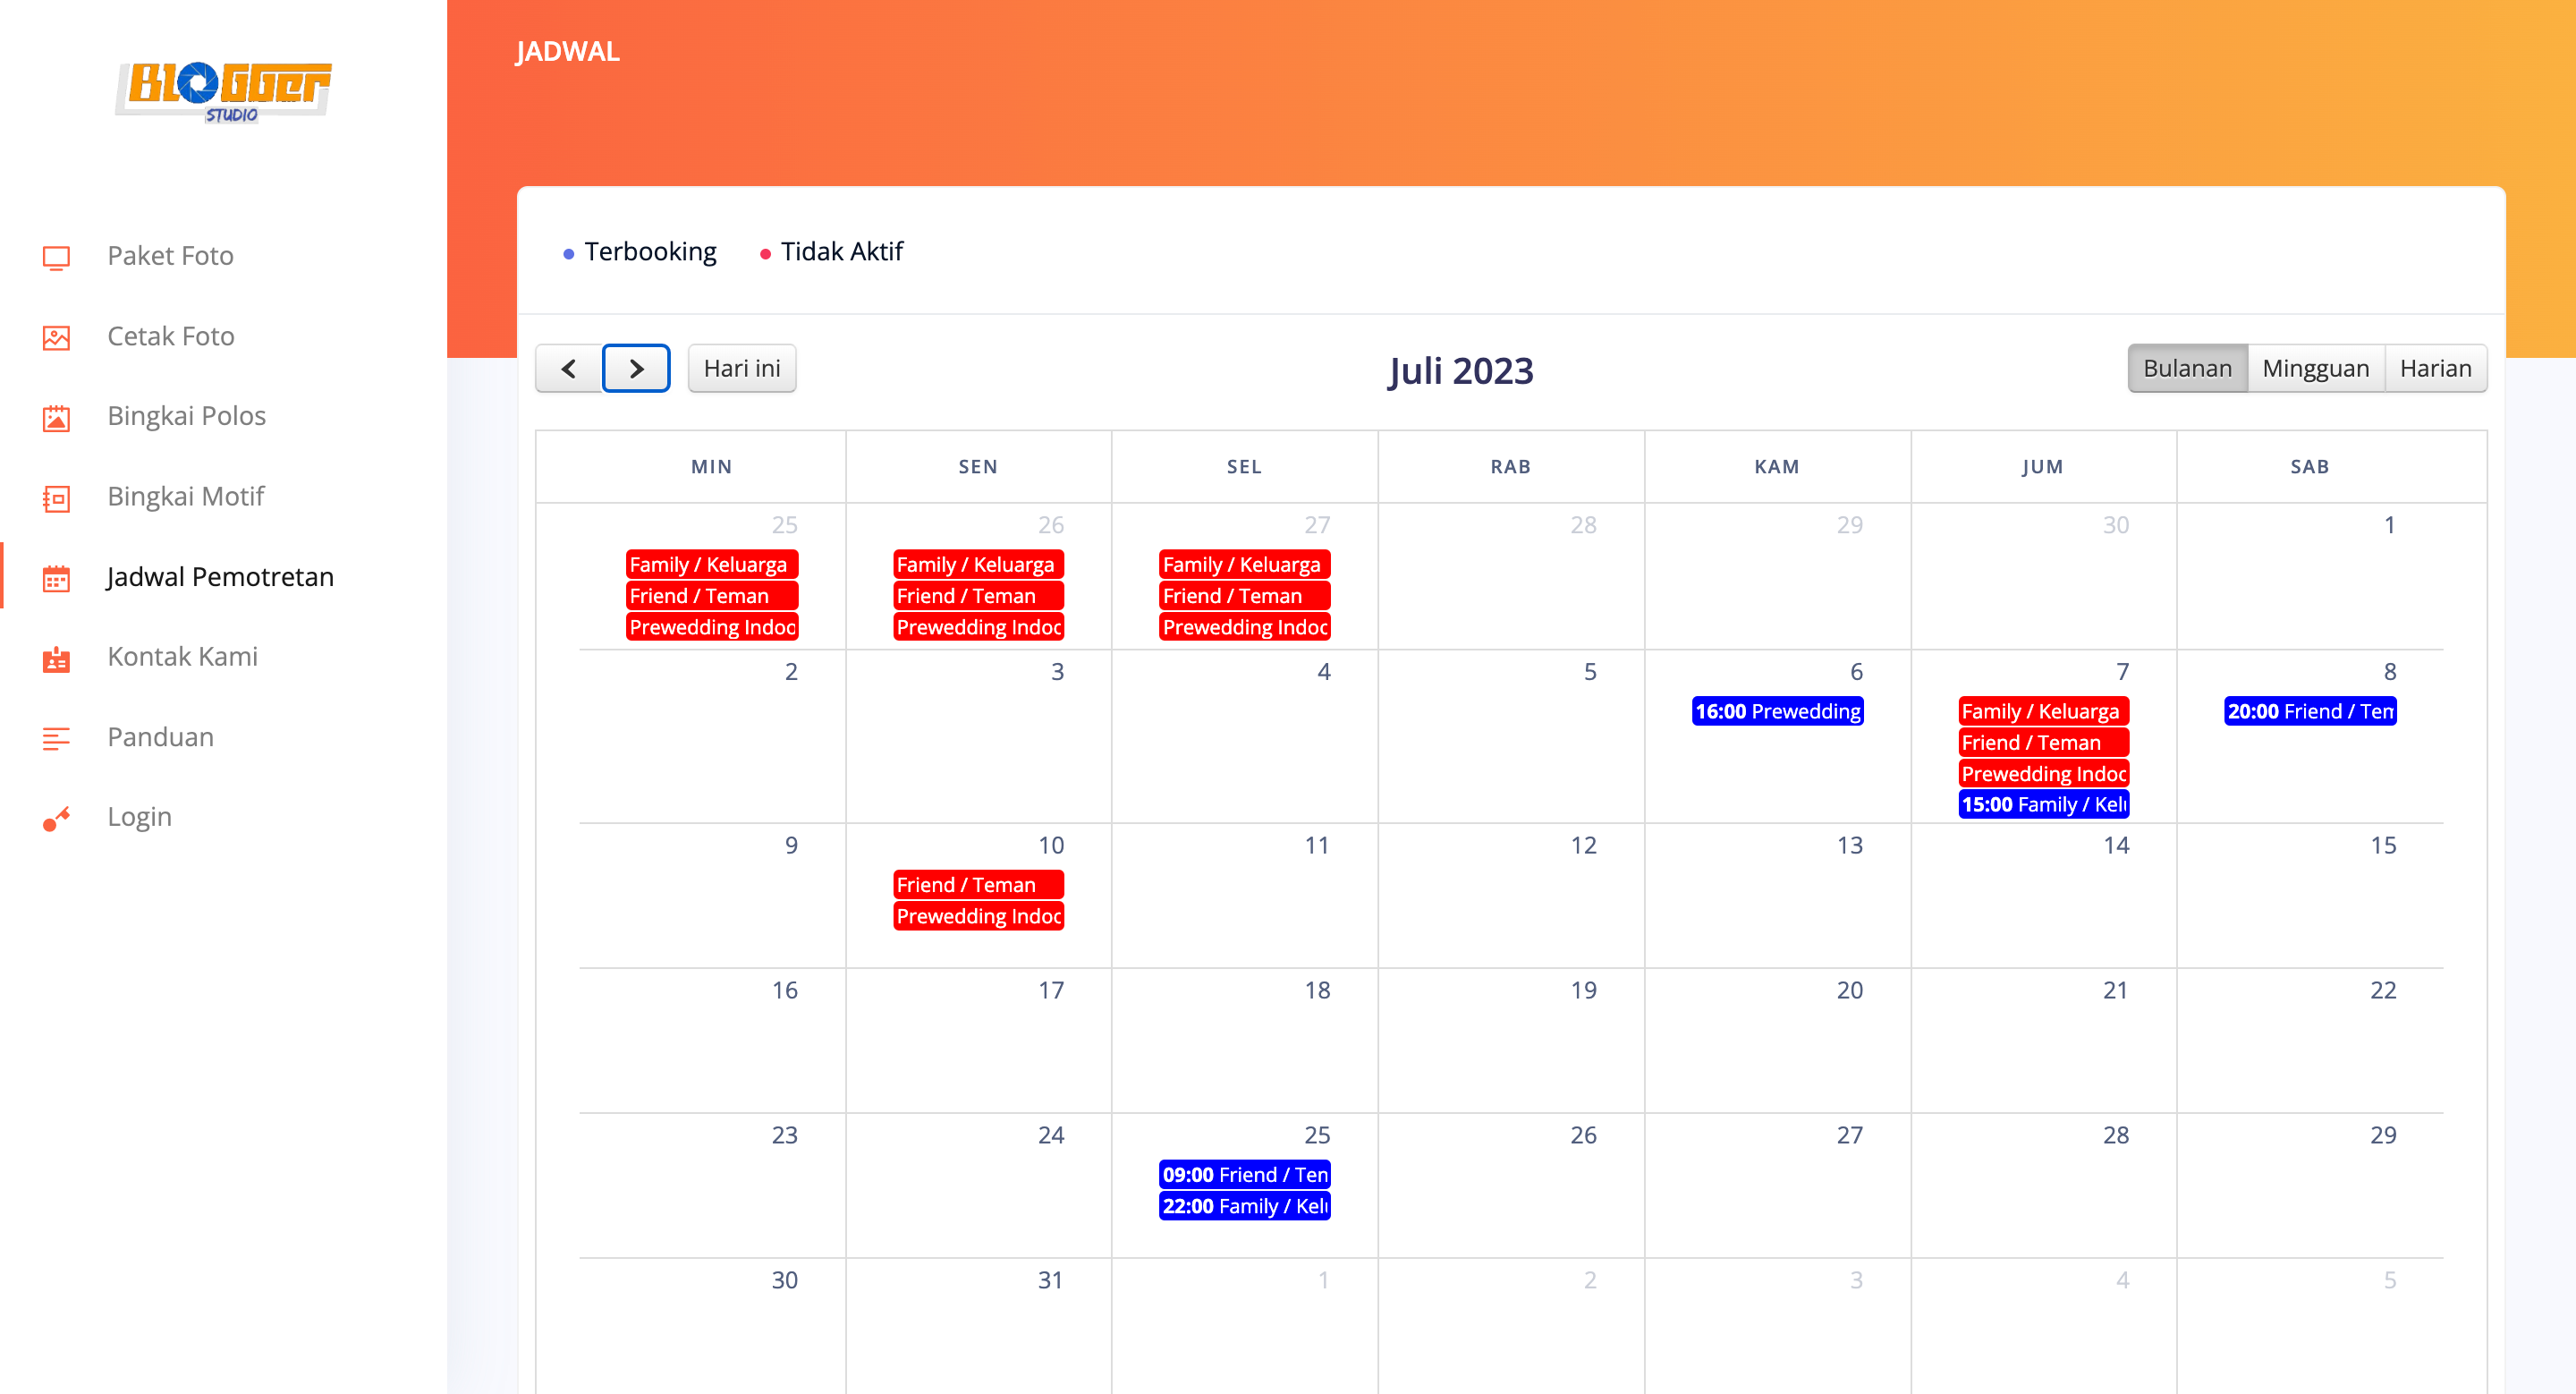 BLOGGer
STUDIO
Paket Foto
Cetak Foto
Bingkai Polos
Bingkai Motif
Jadwal Pemotretan
Kontak Kami
Panduan
Login
JADWAL
Terbooking Tidak Aktif
Hari ini Juli 2023 Bulanan Mingguan Harian
MIN SEN SEL RAB KAM JUM SAB
25 26 27 28 29 30 1
Family / Keluarga Family / Keluarga Family / Keluarga
Friend / Teman Friend / Teman Friend / Teman
Prewedding Indoo Prewedding Indoc Prewedding Indoc
2 3 4 5 6 7 8
16:00 Prewedding Family / Keluarga 20:00 Friend / Tem
Friend / Teman
Prewedding Indoc
15:00 Family / Kelu
9 10 11 12 13 14 15
Friend / Teman
Prewedding Indoc
16 17 18 19 20 21 22
23 24 25 26 27 28 29
09:00 Friend / Ten
22:00 Family / Kelu
30 31 1 2 3 4 5